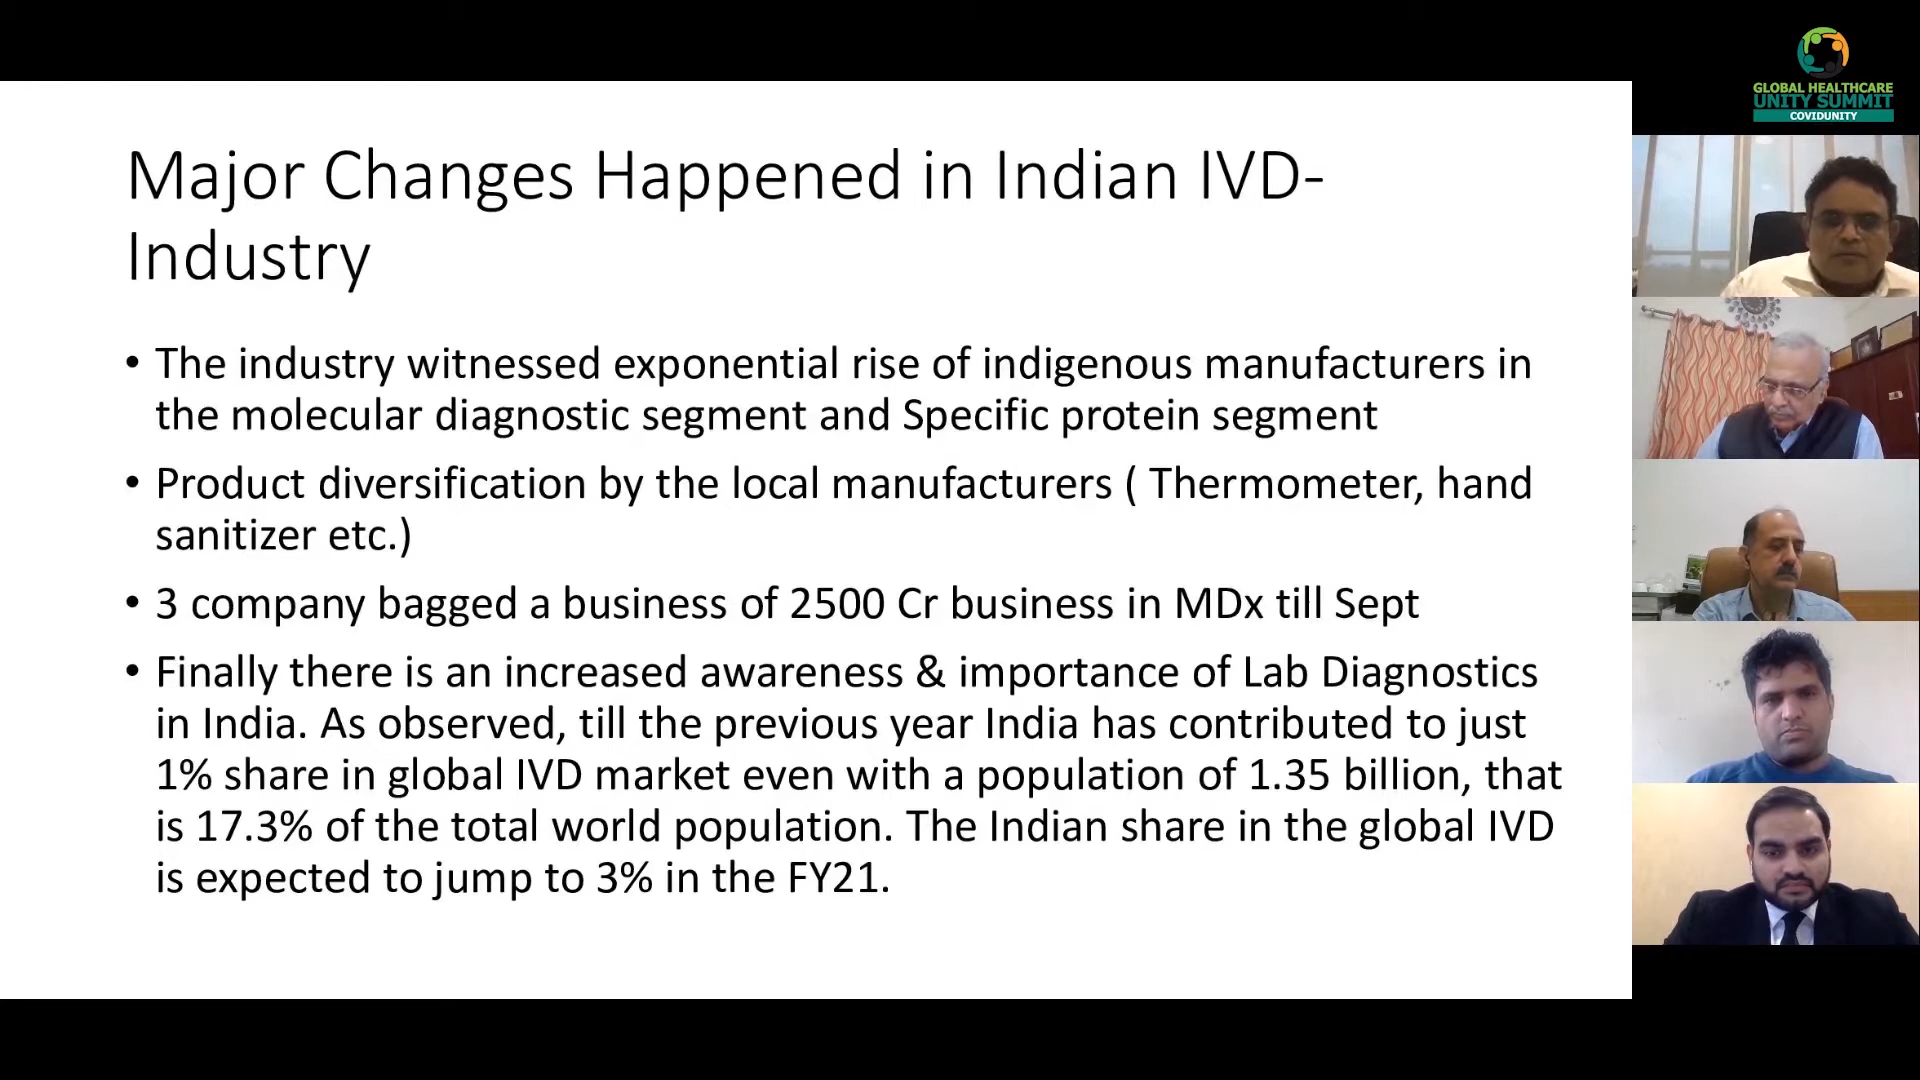 GLOBAL HEALTHCARE
UNITY SUMMIT
COVIDUNITY
Major Changes Happened in Indian IVD-
Industry
• The industry witnessed exponential rise of indigenous manufacturers in
the molecular diagnostic segment and Specific protein segment
• Product diversification by the local manufacturers ( Thermometer, hand
sanitizer etc.)
• 3 company bagged a business of 2500 Cr business in MDx till Sept
• Finally there is an increased awareness & importance of Lab Diagnostics
in India. As observed, till the previous year India has contributed to just
1% share in global IVD market even with a population of 1.35 billion, that
is 17.3% of the total world population. The Indian share in the global IVD
is expected to jump to 3% in the FY21.